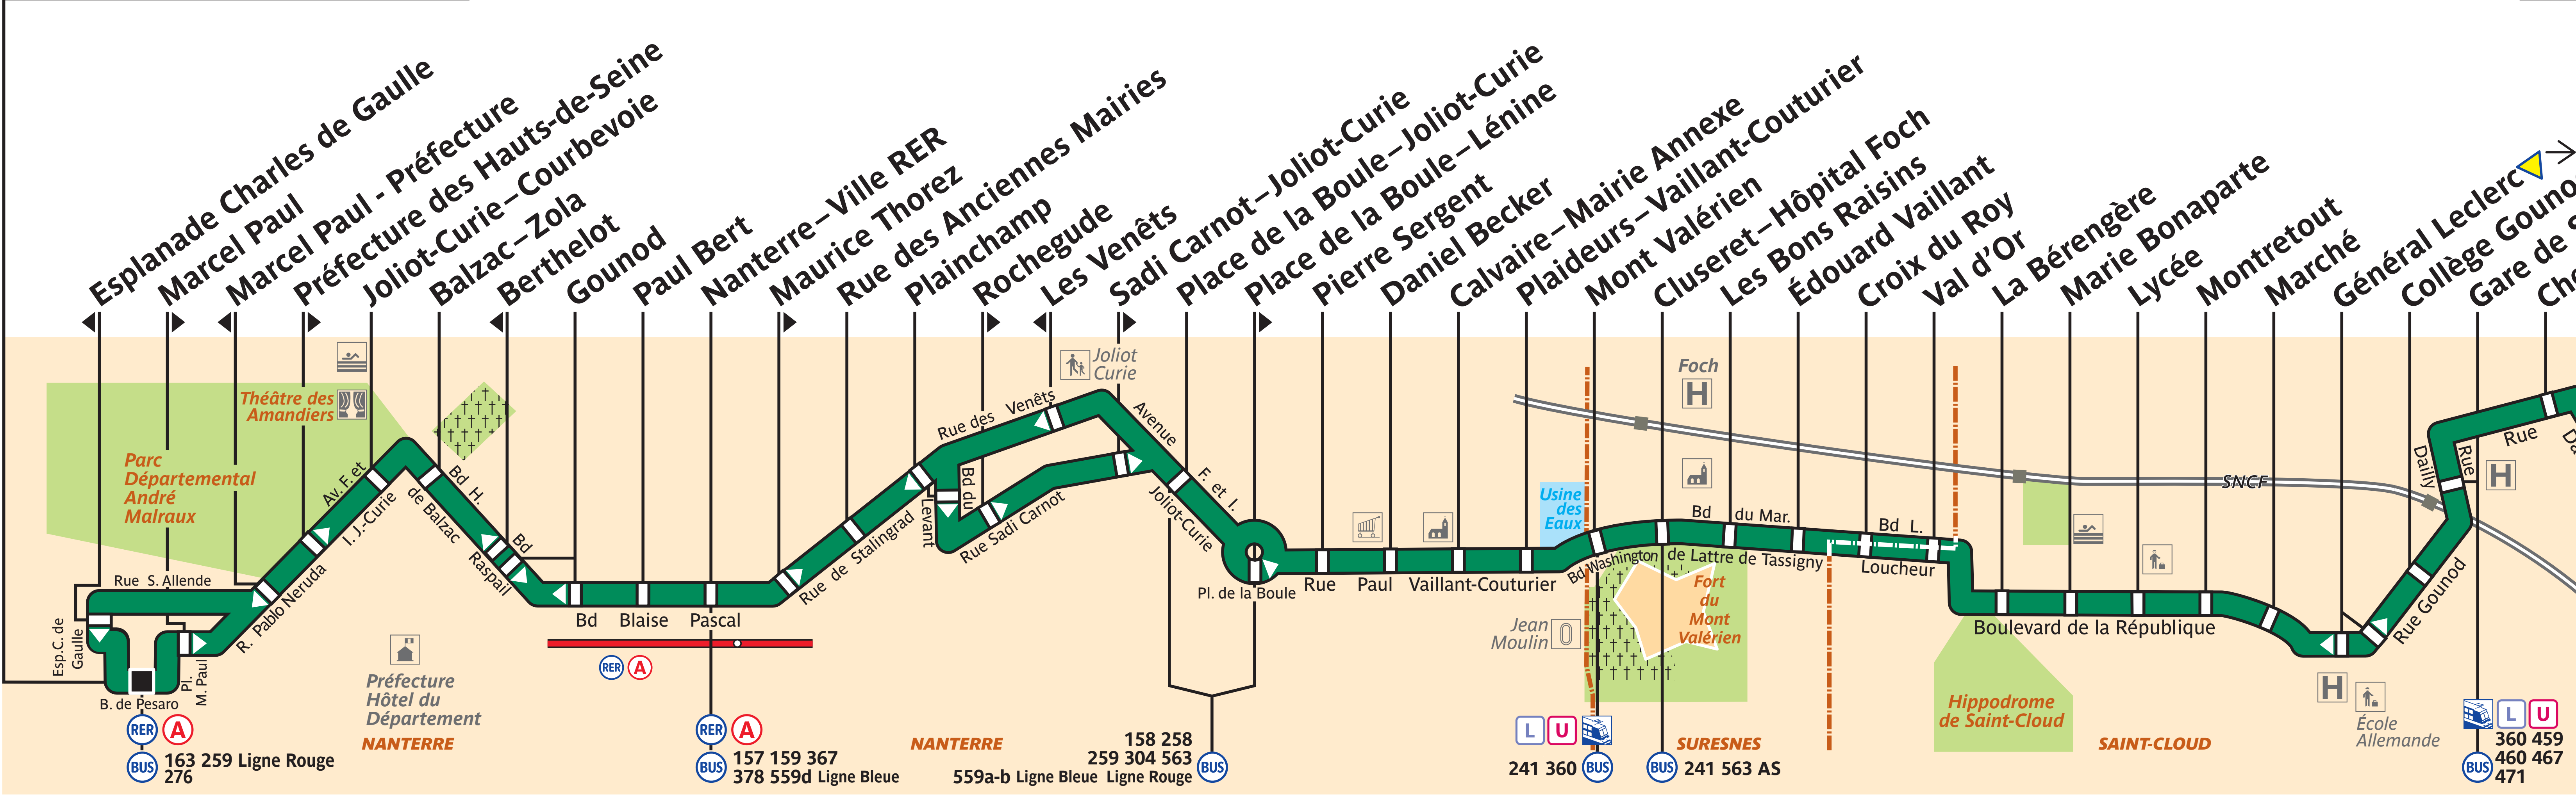 Esplanade Charles de Gaulle
Marcel Paul
Marcel Paul - Préfecture
Préfecture des Hauts-de-Seine
Joliot-Curie – Courbevoie
Balzac – Zola
Berthelot
Gounod
Paul Bert
Nanterre – Ville RER
Maurice Thorez
Rue des Anciennes Mairies
Plainchamp
Rochegude
Les Venêts
Sadi Carnot – Joliot-Curie
Place de la Boule – Joliot-Curie
Place de la Boule – Lénine
Pierre Sergent
Daniel Becker
Calvaire – Mairie Annexe
Plaideurs – Vaillant-Couturier
Mont Valérien
Cluseret – Hôpital Foch
Les Bons Raisins
Édouard Vaillant
Croix du Roy
Val d'Or
La Bérengère
Marie Bonaparte
Lycée
Montretout
Marché
Général Leclerc
Collège Gouno
Gare de
Che
Théâtre des
Amandiers
Parc
Départemental
André
Malraux
Av. F. et
I. J.-Curie
Bd H.
de Balzac
Bd
Raspail
Rue S. Allende
R. Pablo Neruda
Esp.C. de
Gaulle
B. de Pesaro
Pl.
M. Paul
RER A
BUS 163 259 Ligne Rouge
276
Préfecture
Hôtel du
Département
NANTERRE
Bd Blaise Pascal
RER A
RER A
BUS 157 159 367
378 559d Ligne Bleue
Rue de Stalingrad
Rue des Venêts
Bd du
Levant
Rue Sadi Carnot
Joliot
Curie
Avenue
F. et I.
Joliot-Curie
Pl. de la Boule
NANTERRE
158 258
259 304 563
559a-b Ligne Bleue Ligne Rouge BUS
Rue Paul Vaillant-Couturier
Usine
des
Eaux
Jean
Moulin
Foch
H
Bd Washington
Bd du Mar.
de Lattre de Tassigny
Fort
du
Mont
Valérien
L U
241 360 BUS
SURESNES
BUS 241 563 AS
Bd L.
Loucheur
SNCF
Boulevard de la République
Hippodrome
de Saint-Cloud
SAINT-CLOUD
H
École
Allemande
Rue Gounod
Rue
Dailly
Rue
H
L U
360 459
460 467
BUS 471